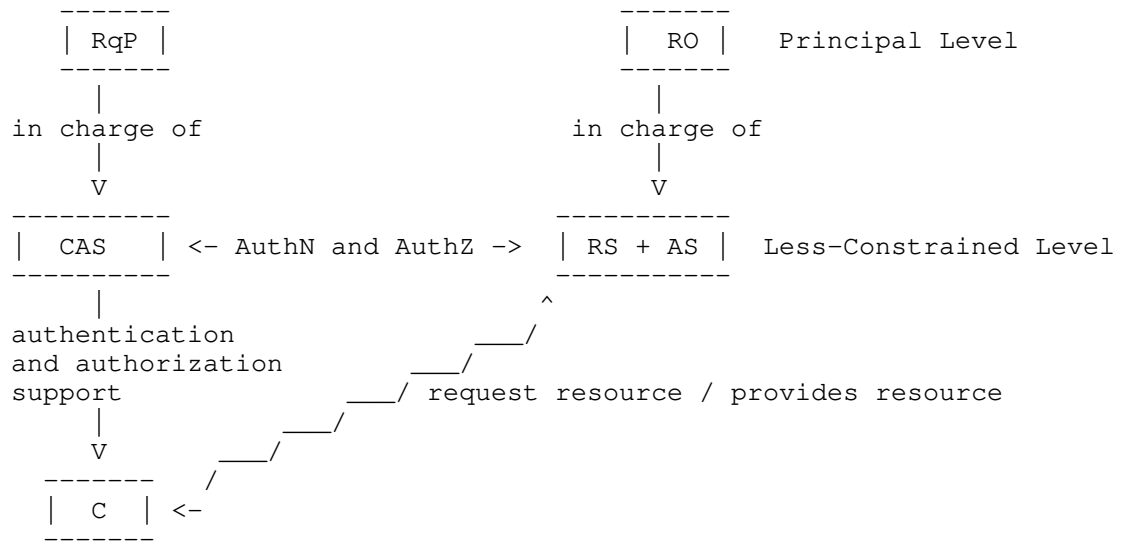 RqP RO Principal Level
in charge of in charge of
CAS <- AuthN and AuthZ -> RS + AS Less-Constrained Level
authentication
and authorization
support request resource / provides resource
C <-